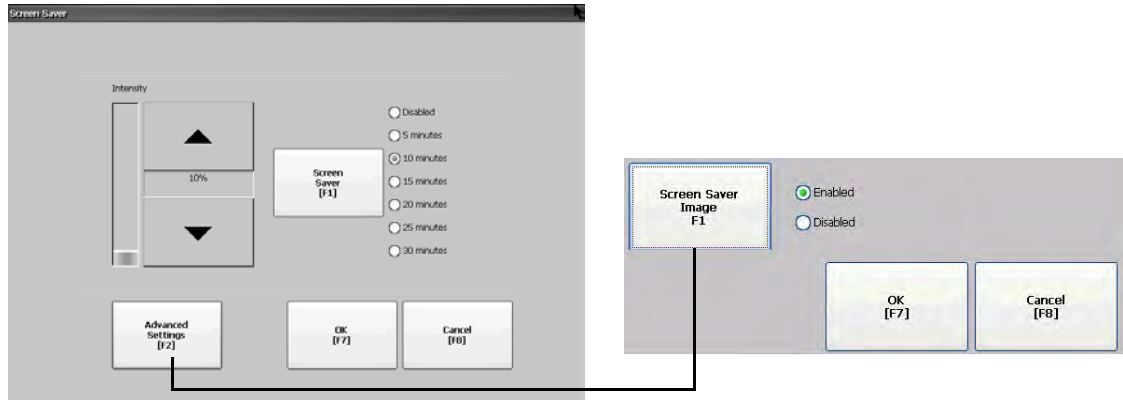 Screen Saver
Intensity
10%
Screen
Saver
[F1]
Disabled
5 minutes
10 minutes
15 minutes
20 minutes
25 minutes
30 minutes
Advanced
Settings
[F2]
OK
[F7]
Cancel
[F8]
Screen Saver
Image
F1
Enabled
Disabled
OK
[F7]
Cancel
[F8]